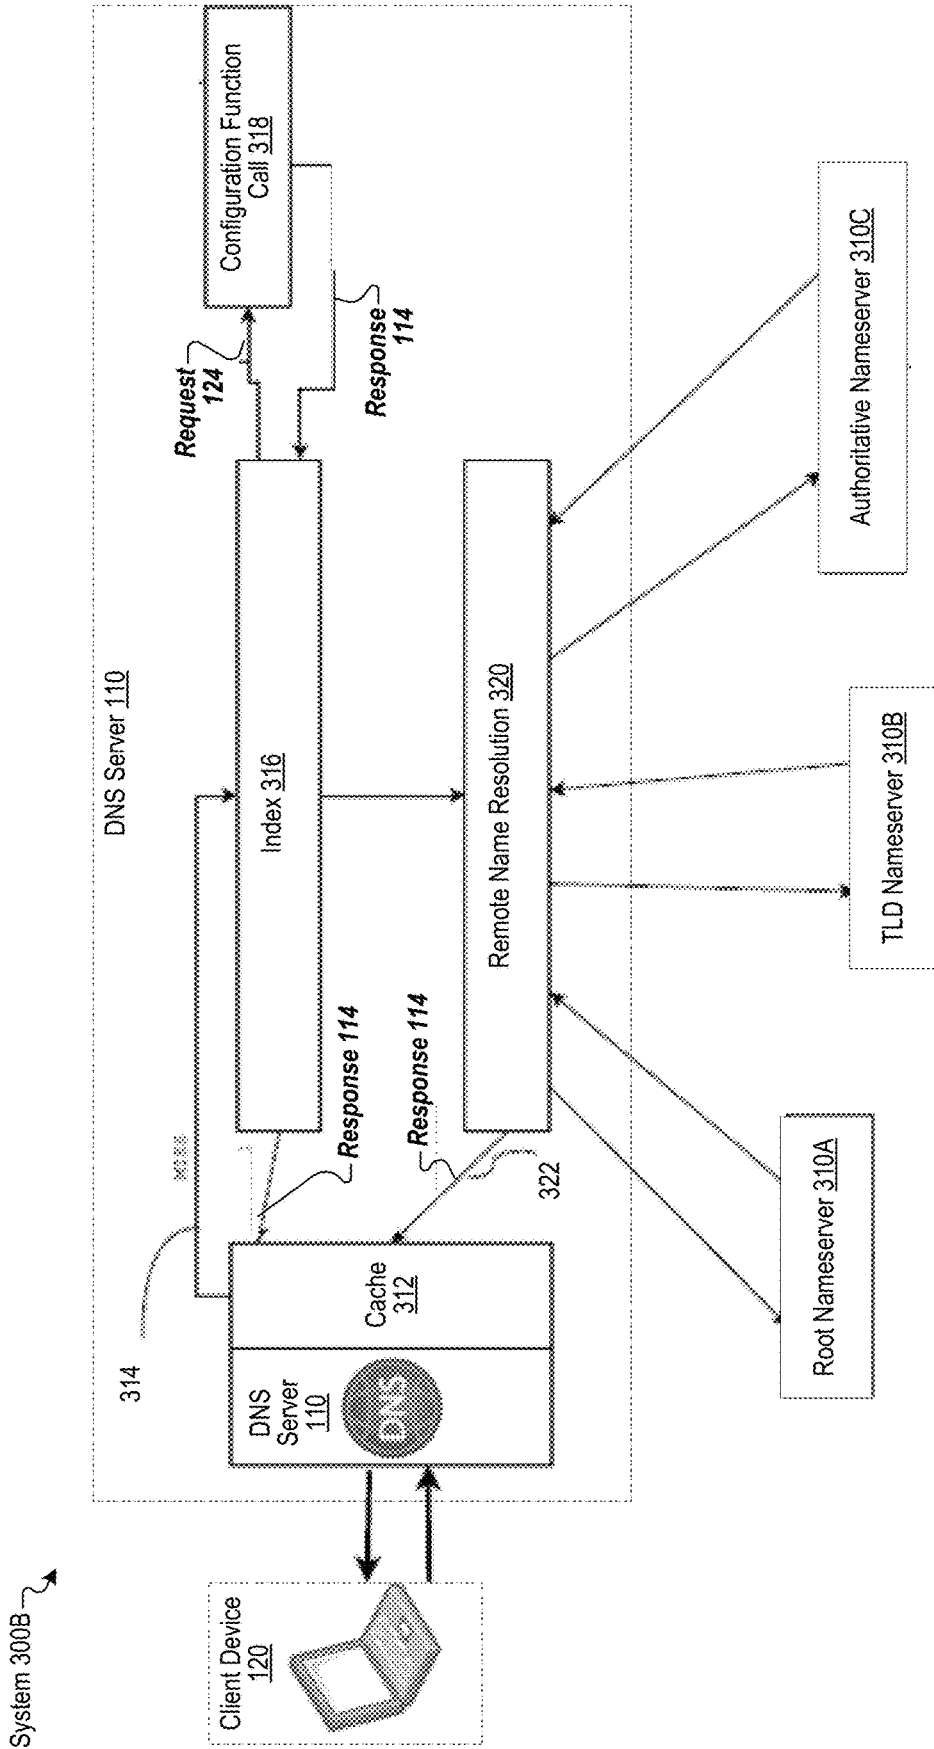 System 300B
DNS Server 110
Client Device
120
DNS
Server
110
DNS
Cache
312
314
Index 316
Request
124
Configuration Function
Call 318
Response
114
Response 114
Response 114
322
Remote Name Resolution 320
Root Nameserver 310A
TLD Nameserver 310B
Authoritative Nameserver 310C